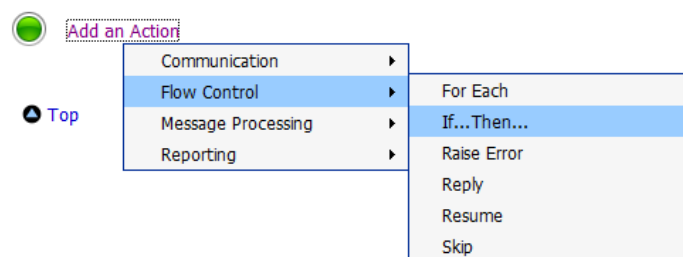 Add an Action
Communication
Flow Control
For Each
Top
If...Then...
Message Processing
Raise Error
Reporting
Reply
Resume
Skip